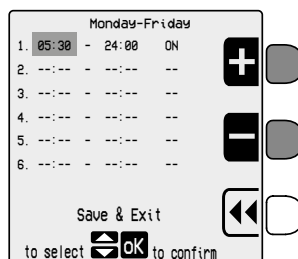 Monday-Friday
1. 05:30 - 24:00 ON
2. --:-- - --:-- --
3. --:-- - --:-- --
4. --:-- - --:-- --
5. --:-- - --:-- --
6. --:-- - --:-- --
Save & Exit
to select OK to confirm